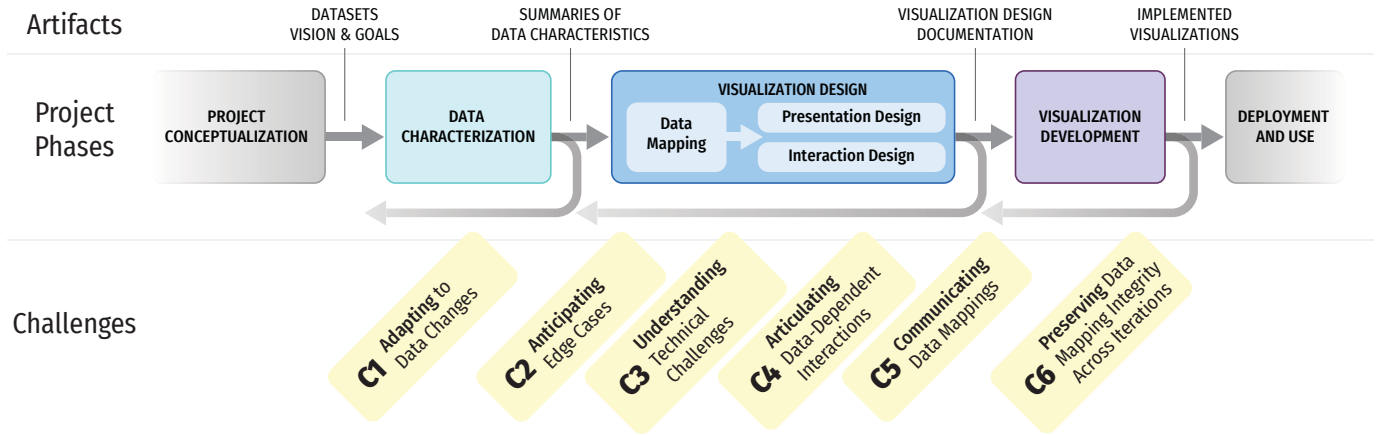 Artifacts
DATASETS
VISION & GOALS
SUMMARIES OF
DATA CHARACTERISTICS
VISUALIZATION DESIGN
DOCUMENTATION
IMPLEMENTED
VISUALIZATIONS
Project
Phases
PROJECT
CONCEPTUALIZATION
DATA
CHARACTERIZATION
VISUALIZATION DESIGN
Data
Mapping
Presentation Design
Interaction Design
VISUALIZATION
DEVELOPMENT
DEPLOYMENT
AND USE
Challenges
C1 Adapting to
Data Changes
C2 Anticipating
Edge Cases
C3 Understanding
Technical
Challenges
C4 Articulating
Data-Dependent
Interactions
C5 Communicating
Data Mappings
C6 Preserving Data
Mapping Integrity
Across Iterations